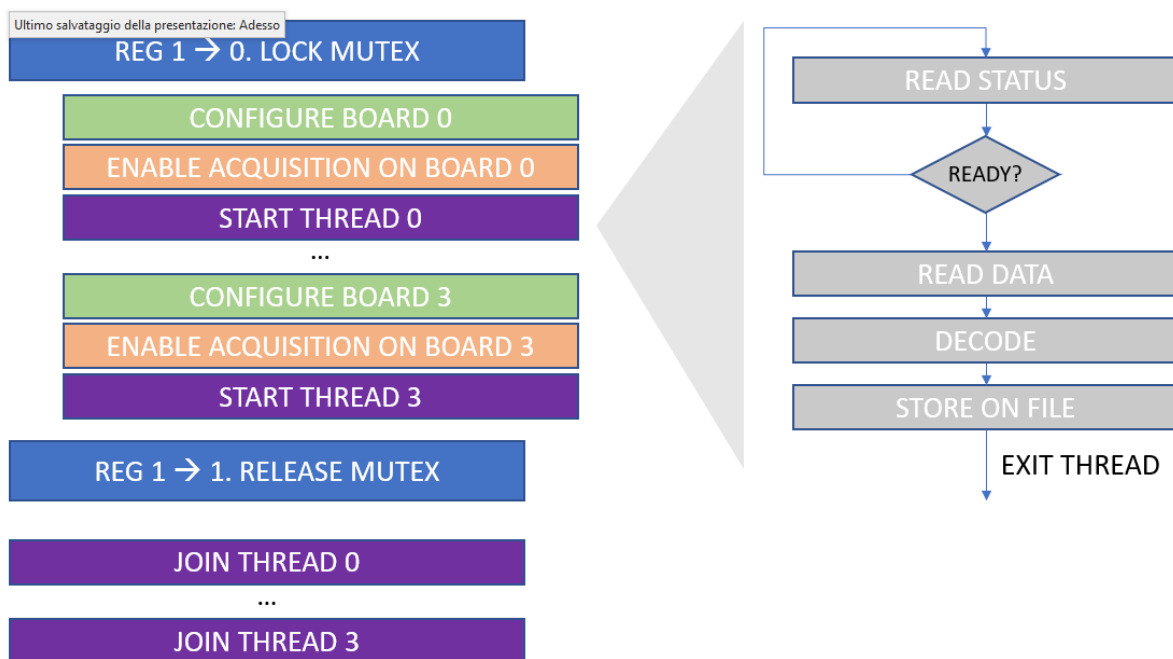 Ultimo salvataggio della presentazione: Adesso
REG 1 → 0. LOCK MUTEX
CONFIGURE BOARD 0
ENABLE ACQUISITION ON BOARD 0
START THREAD 0
...
CONFIGURE BOARD 3
ENABLE ACQUISITION ON BOARD 3
START THREAD 3
REG 1 → 1. RELEASE MUTEX
JOIN THREAD 0
...
JOIN THREAD 3
READ STATUS
READY?
READ DATA
DECODE
STORE ON FILE
EXIT THREAD